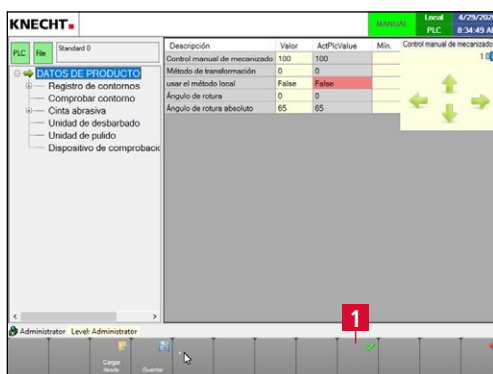 KNECHT
MANUAL
Local
PLC
4/29/202
8:34:49 A
PLC
File
Standard 0
DATOS DE PRODUCTO
Registro de contornos
Comprobar contorno
Cinta abrasiva
Unidad de desbarbado
Unidad de pulido
Dispositivo de comprobació
Descripción Valor ActPlcValue Min.
Control manual de mecanizado 100 100
Método de transformación 0 0
usar el método local False False
Ángulo de rotura 0 0
Ángulo de rotura absoluto 65 65
Control manual de mecanizado
10
Administrator Level: Administrator
1
Cargar
desde
Guardar